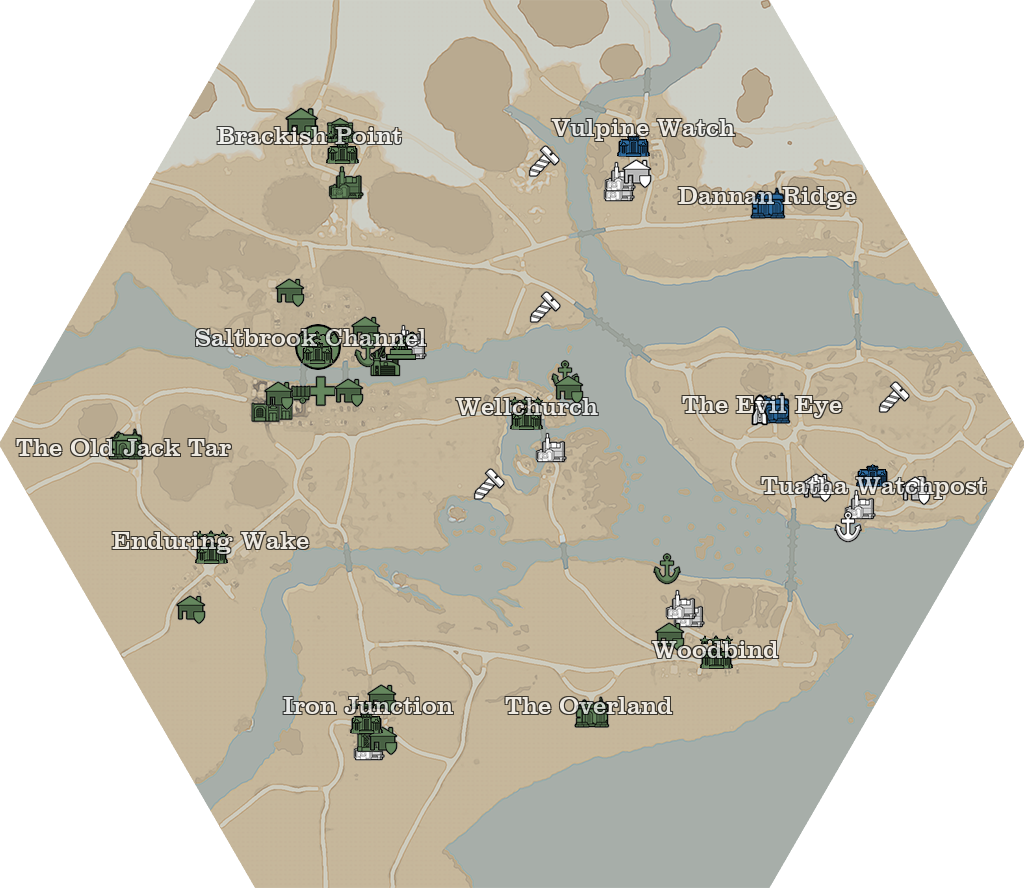 Vulpine Watch
Brackish Point
Dannan Ridge
Saltbrook Channel
Wellchurch
The Evil Eye
The Old Jack Tar
Tuatha Watchpost
Enduring Wake
Woodbind
Iron Junction
The Overland